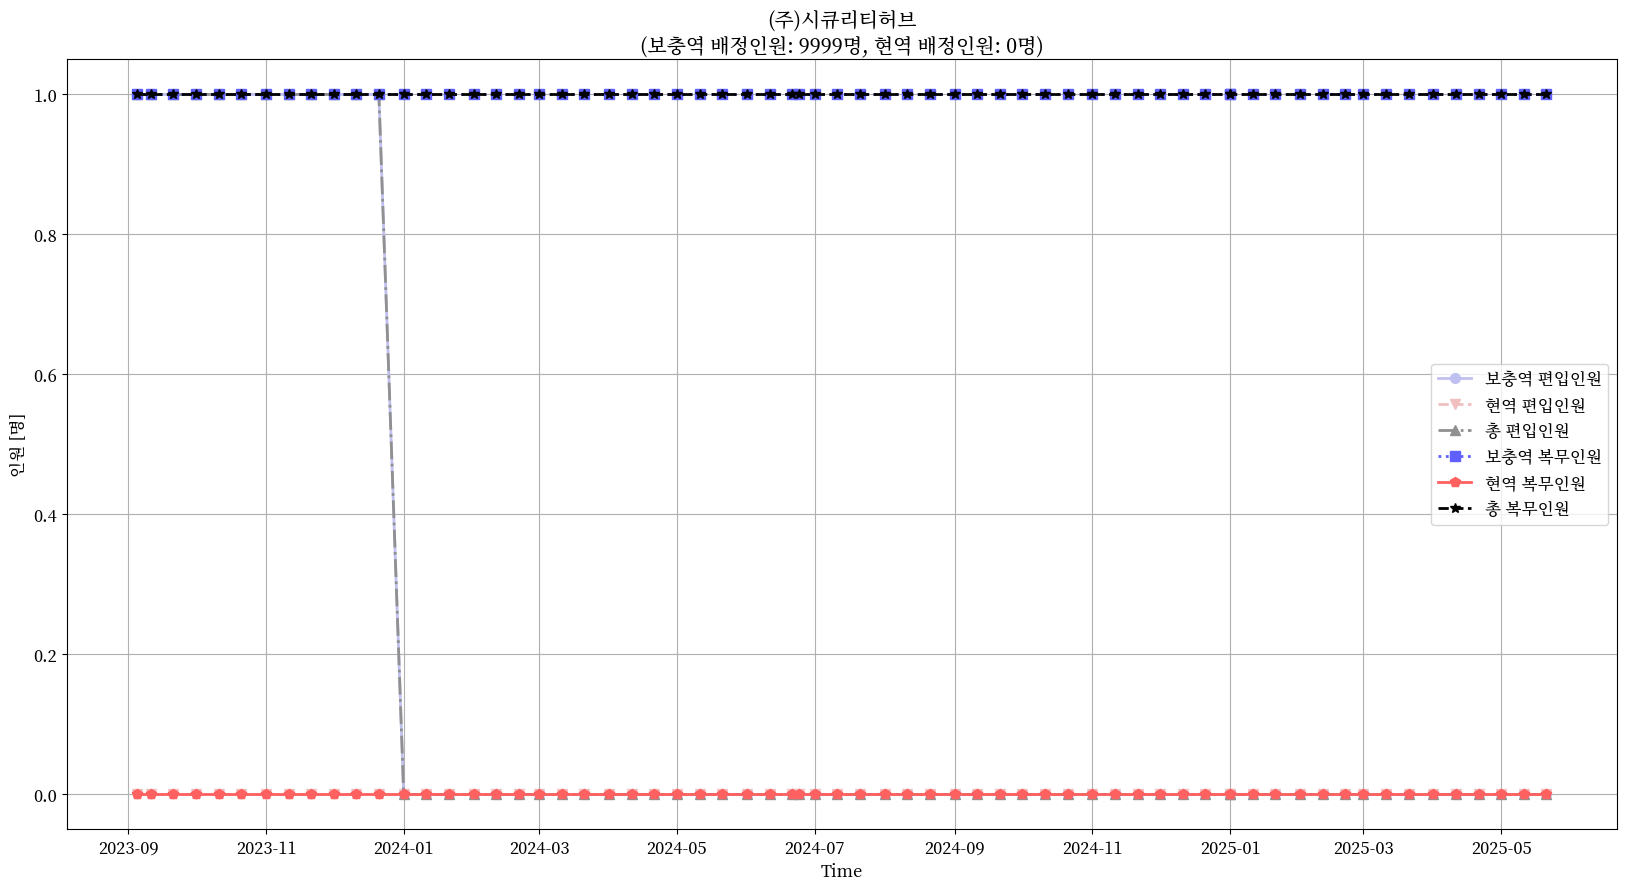 (주)시큐리티허브
(보충역 배정인원: 9999명, 현역 배정인원: 0명)
인원 [명]
1.0
0.8
0.6
0.4
0.2
0.0
보충역 편입인원
현역 편입인원
총 편입인원
보충역 복무인원
현역 복무인원
총 복무인원
2023-09 2023-11 2024-01 2024-03 2024-05 2024-07 2024-09 2024-11 2025-01 2025-03 2025-05
Time